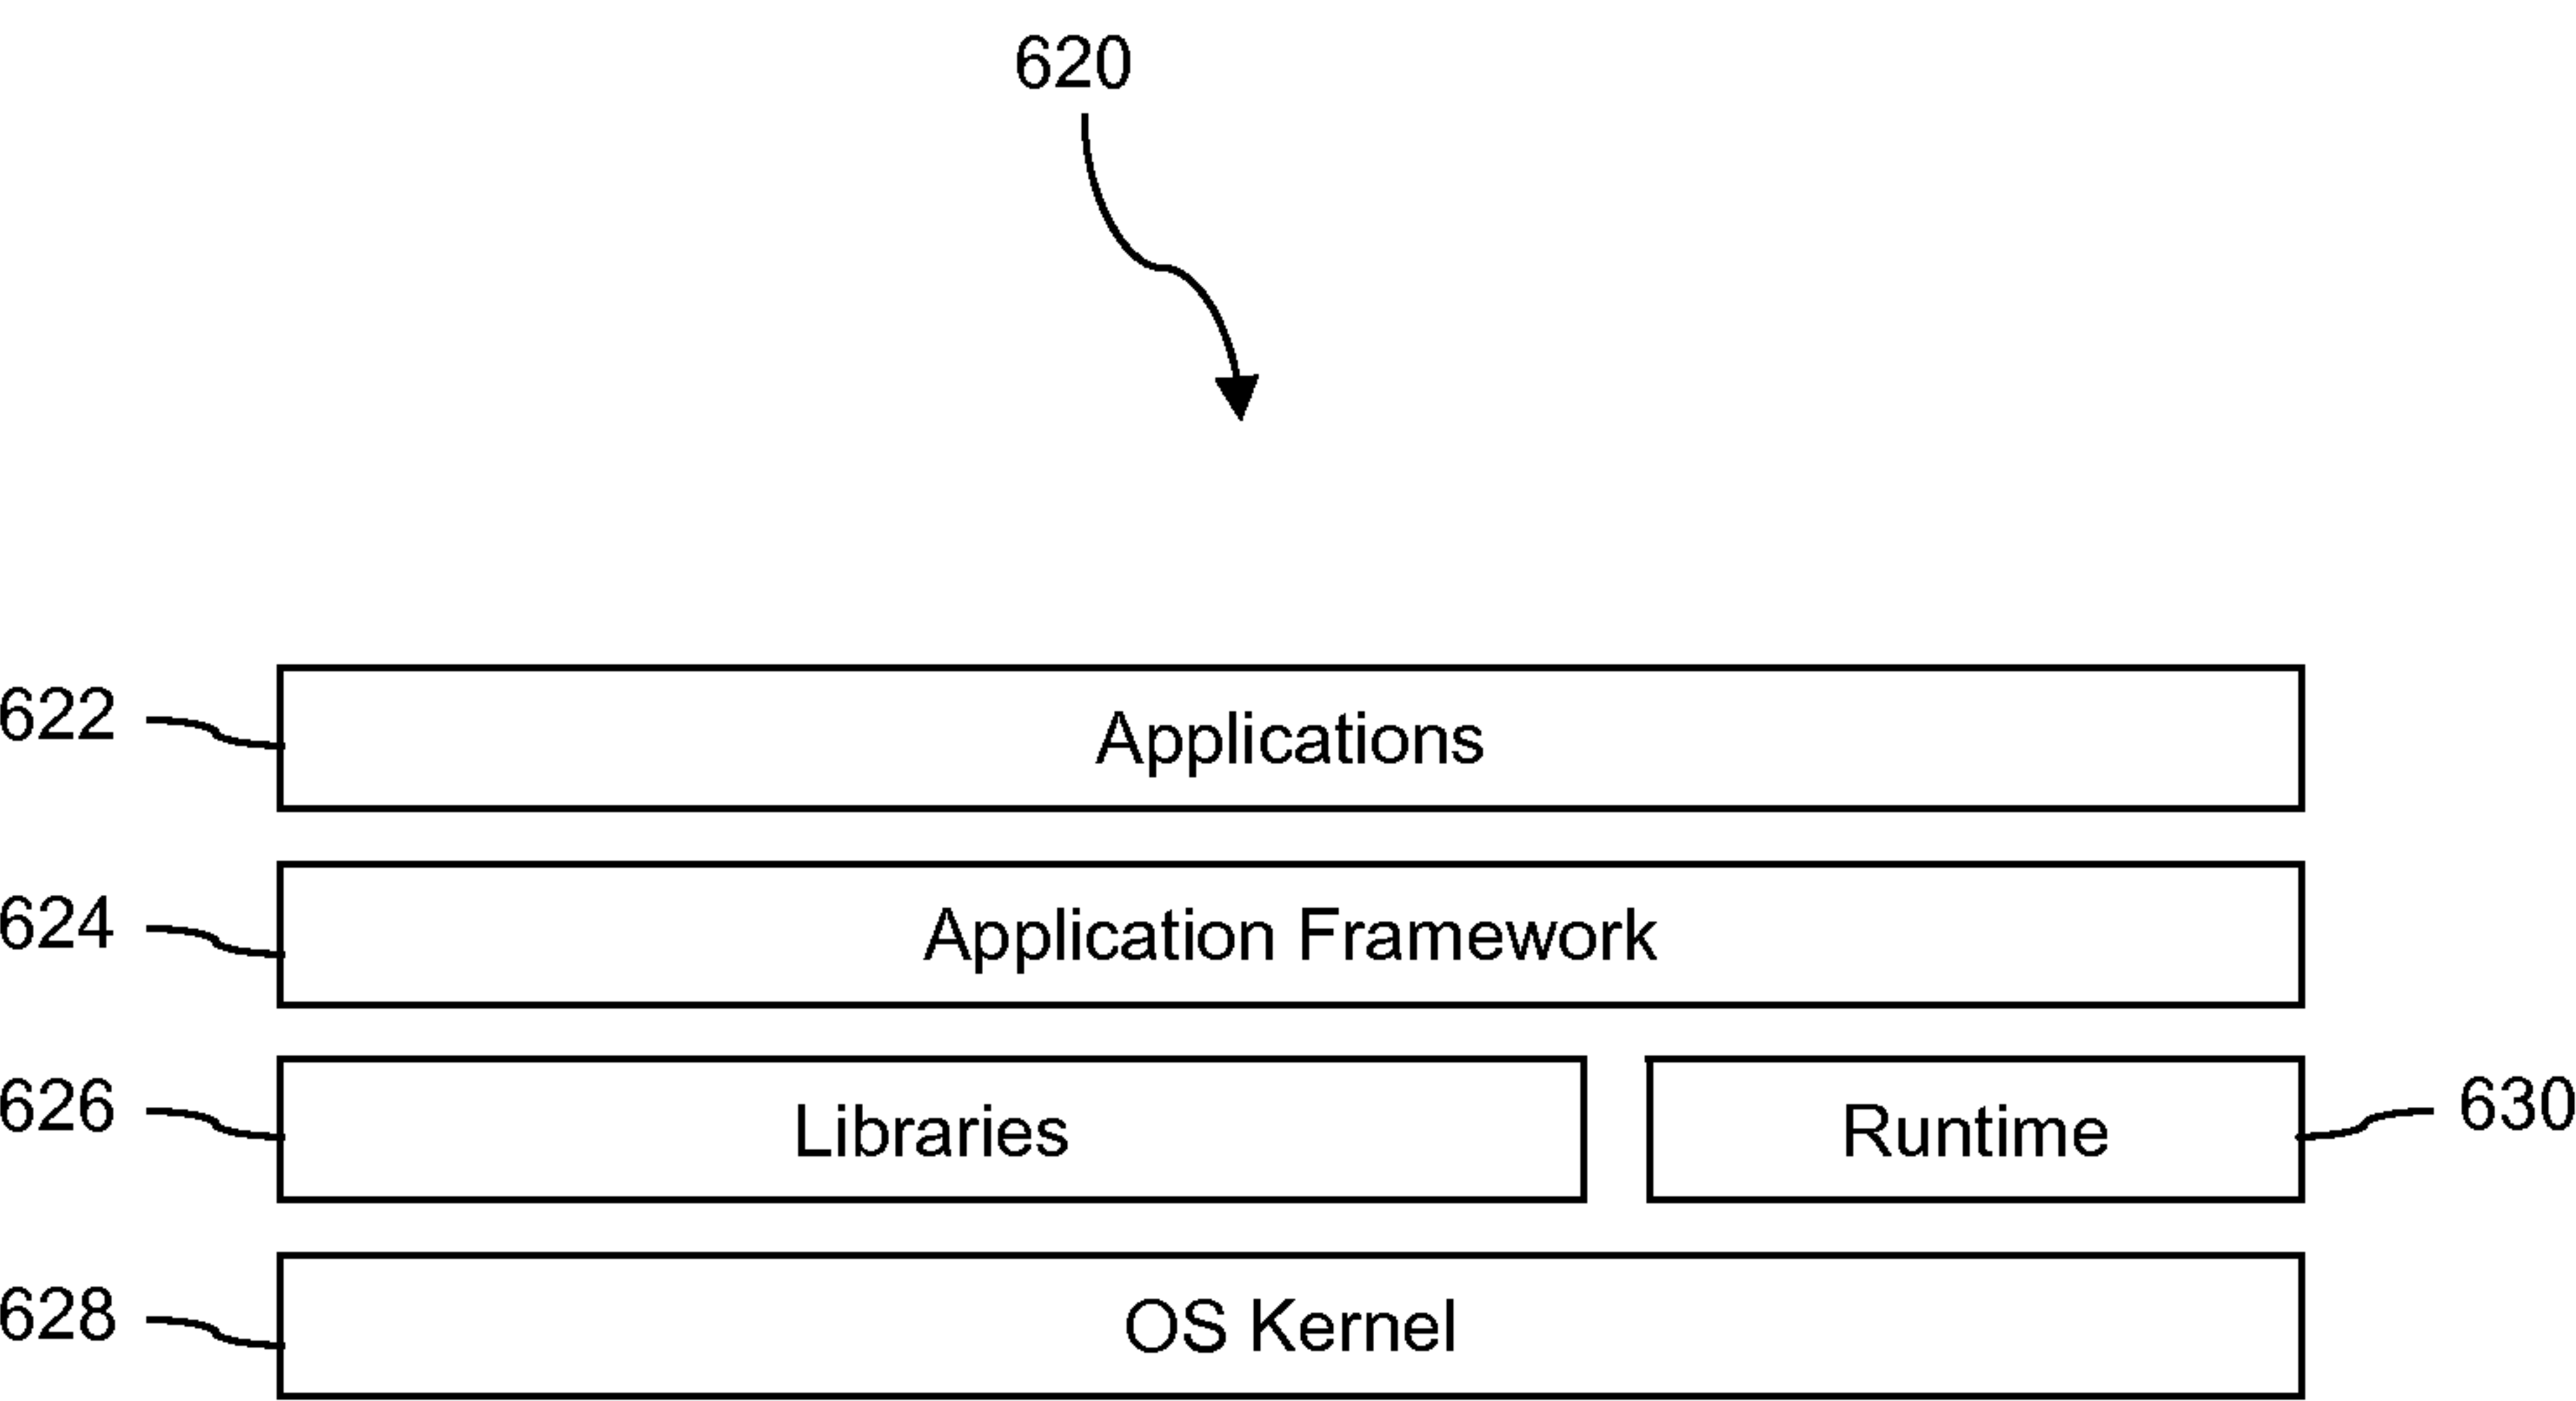 620
622 Applications
624 Application Framework
626 Libraries Runtime 630
628 OS Kernel